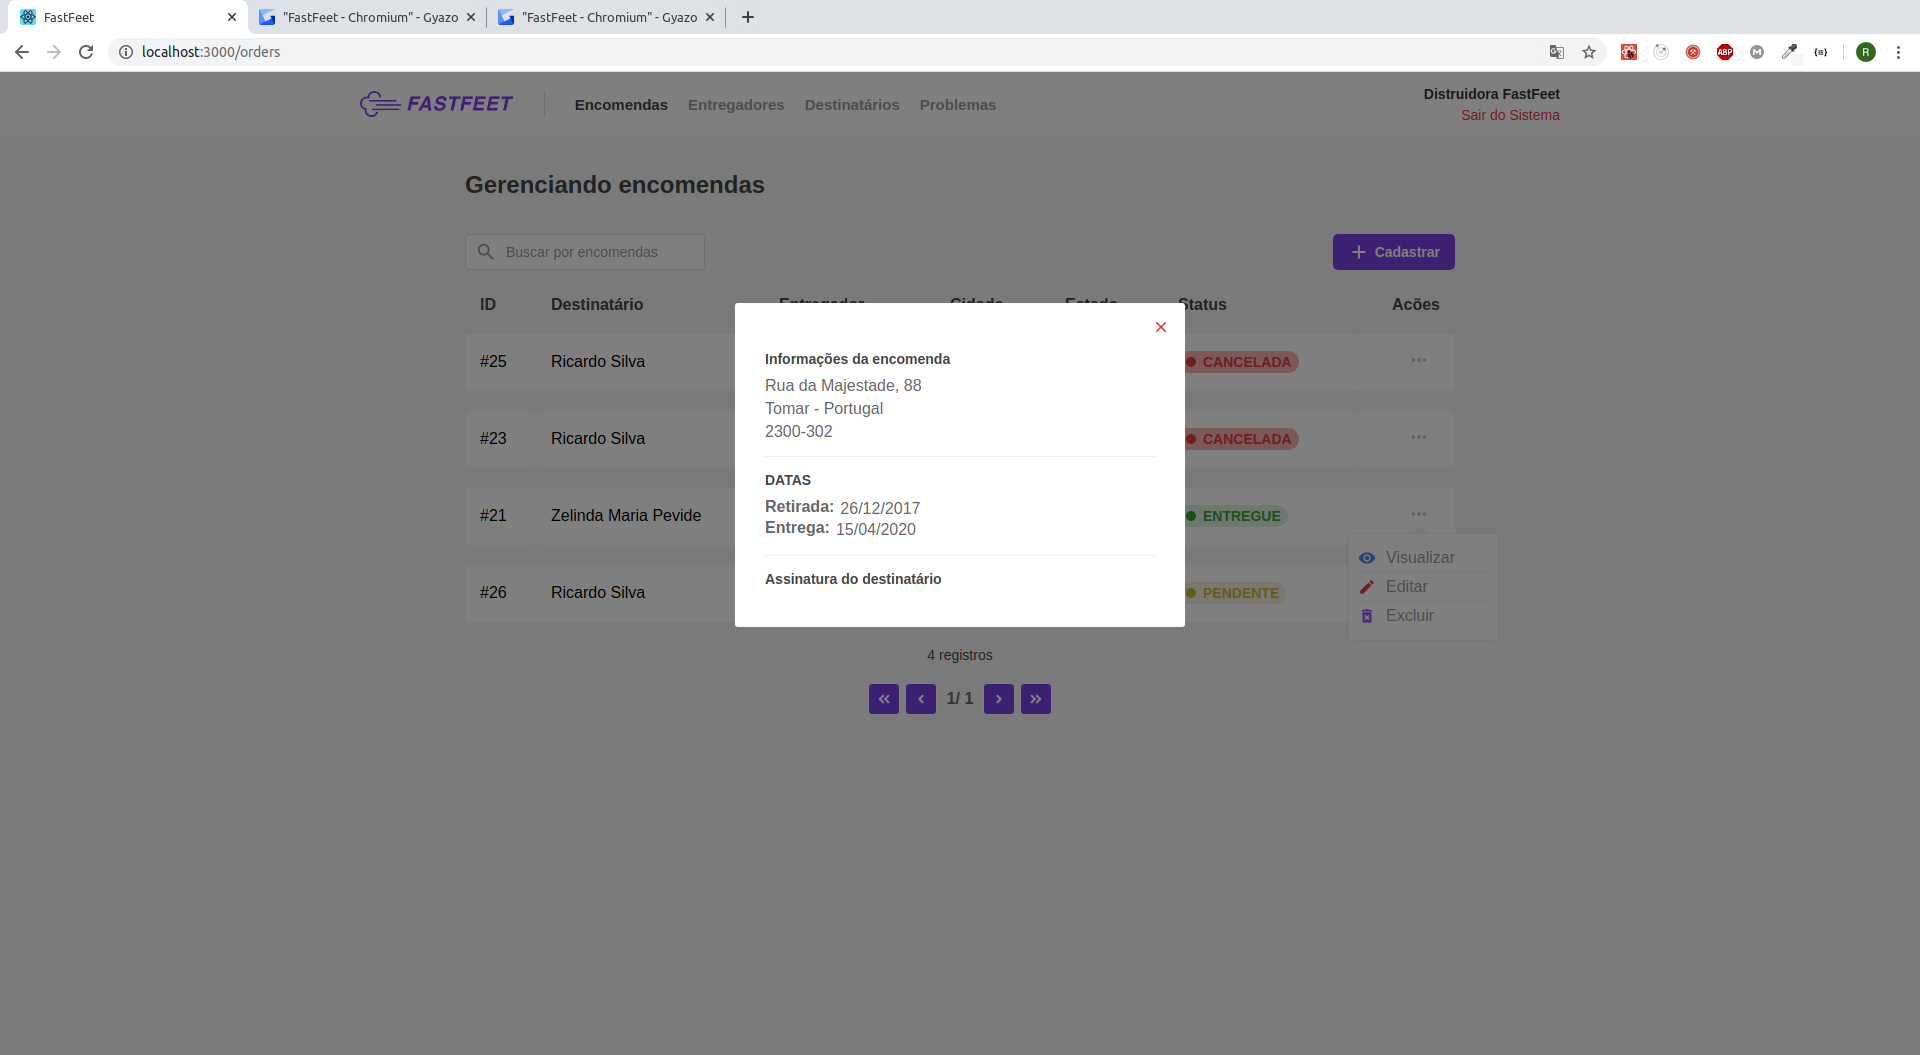 FastFeet
"FastFeet - Chromium" - Gyazo
"FastFeet - Chromium" - Gyazo
localhost:3000/orders
ABP
M
R
FASTFEET
Encomendas
Entregadores
Destinatários
Problemas
Distruidora FastFeet
Sair do Sistema
Gerenciando encomendas
Buscar por encomendas
Cadastrar
ID Destinatário Entregador Cidade Estado Status Acões
#25 Ricardo Silva CANCELADA
#23 Ricardo Silva CANCELADA
#21 Zelinda Maria Pevide ENTREGUE
#26 Ricardo Silva PENDENTE
Visualizar
Editar
Excluir
Informações da encomenda
Rua da Majestade, 88
Tomar - Portugal
2300-302
DATAS
Retirada: 26/12/2017
Entrega: 15/04/2020
Assinatura do destinatário
4 registros
1/ 1